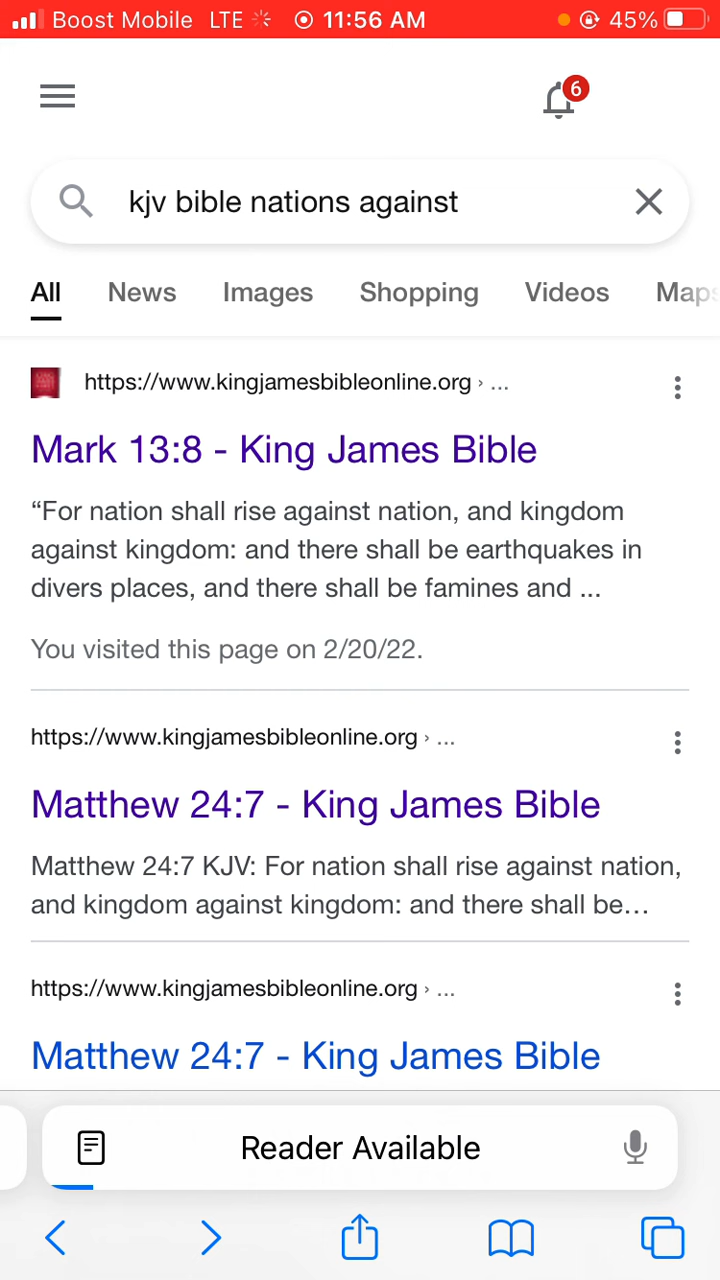 Boost Mobile LTE 11:56 AM 45%
6
kjv bible nations against
All News Images Shopping Videos Maps
https://www.kingjamesbibleonline.org › ...
Mark 13:8 - King James Bible
“For nation shall rise against nation, and kingdom
against kingdom: and there shall be earthquakes in
divers places, and there shall be famines and ...
You visited this page on 2/20/22.
https://www.kingjamesbibleonline.org › ...
Matthew 24:7 - King James Bible
Matthew 24:7 KJV: For nation shall rise against nation,
and kingdom against kingdom: and there shall be...
https://www.kingjamesbibleonline.org › ...
Matthew 24:7 - King James Bible
Reader Available